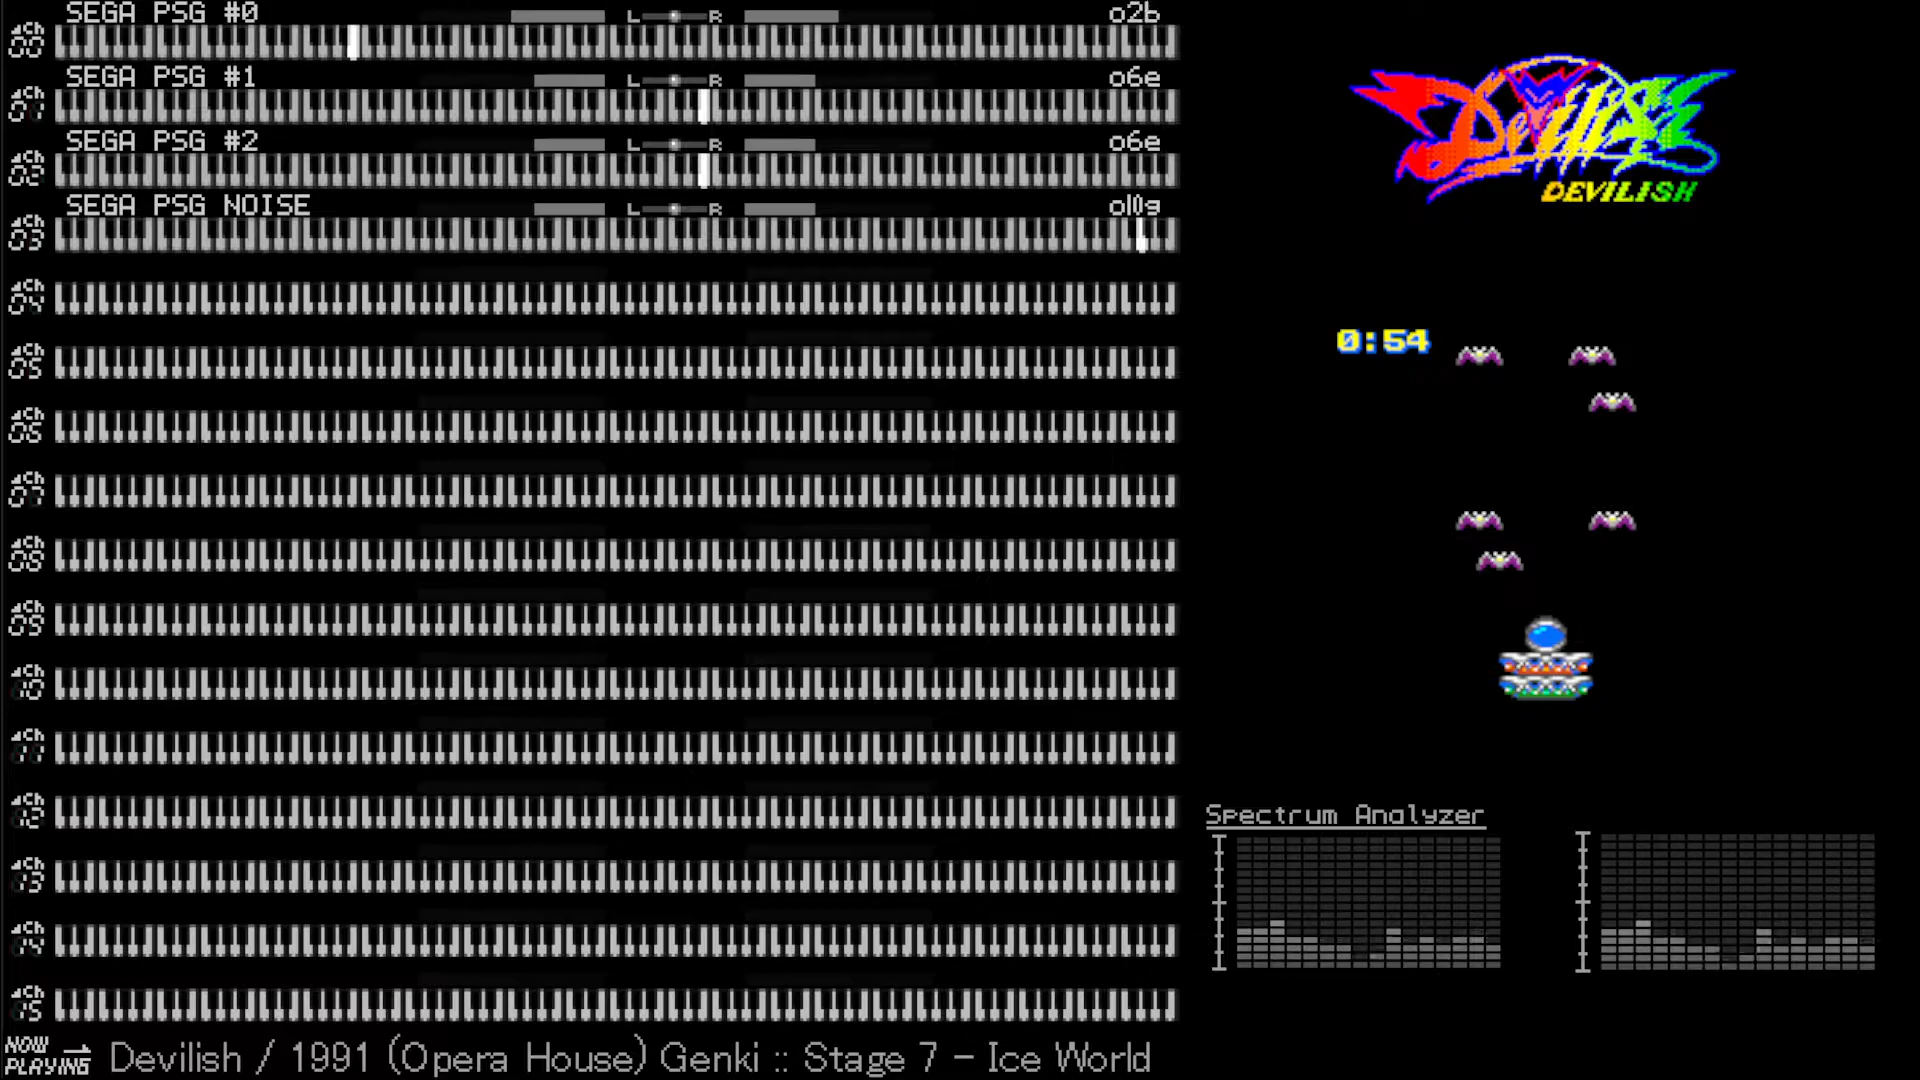 SEGA PSG #0 L R o2b
SEGA PSG #1 L R o6e
SEGA PSG #2 L R o6e
SEGA PSG NOISE L R
Devilish
DEVILISH
0:54
Spectrum Analyzer
NOW PLAYING Devilish / 1991 (Opera House) Genki :: Stage 7 - Ice World